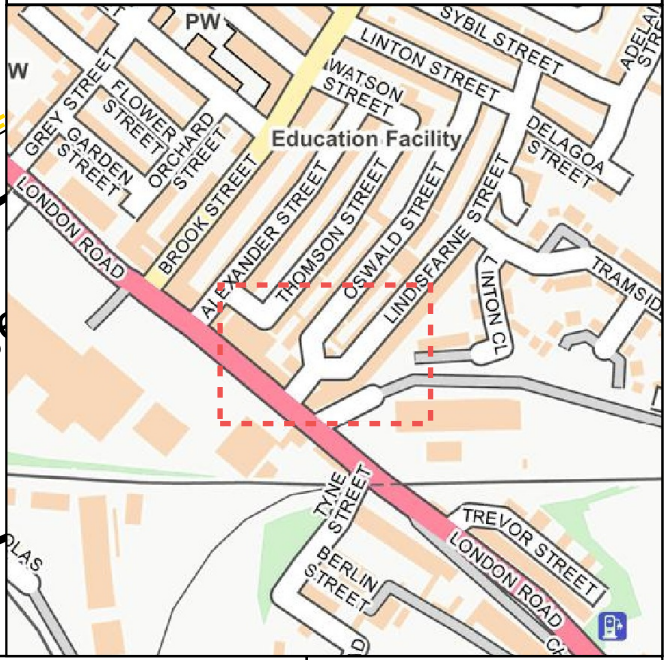 PW
SYBIL STREET
LINTON STREET
W
WATSON
STREET
GREY STREET
FLOWER
STREET
ORCHARD
STREET
GARDEN
STREET
Education Facility
DELAGOA
STREET
LONDON ROAD
BROOK STREET
ALEXANDER STREET
THOMSON STREET
OSWALD STREET
LINDISFARNE STREET
LINTON CL
TYNE
STREET
TREVOR STREET
LONDON ROAD
BERLIN
STREET